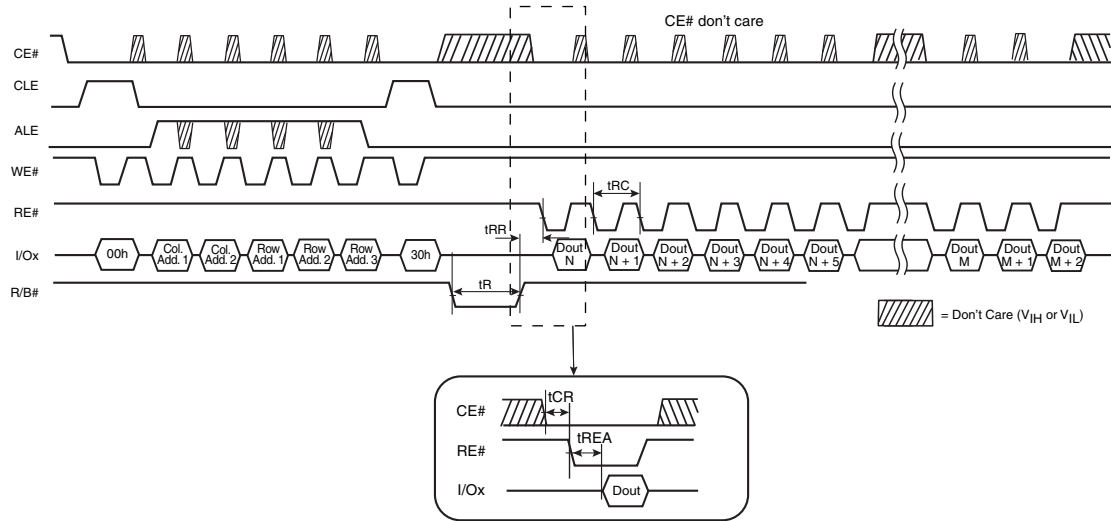 CE# don't care
CE#
CLE
ALE
WE#
tRC
RE#
tRR
I/Ox
00h
Col. Add. 1
Col. Add. 2
Row Add. 1
Row Add. 2
Row Add. 3
30h
Dout N
Dout N + 1
Dout N + 2
Dout N + 3
Dout N + 4
Dout N + 5
Dout M
Dout M + 1
Dout M + 2
tR
R/B#
= Don't Care (VIH or VIL)
tCR
CE#
tREA
RE#
I/Ox
Dout